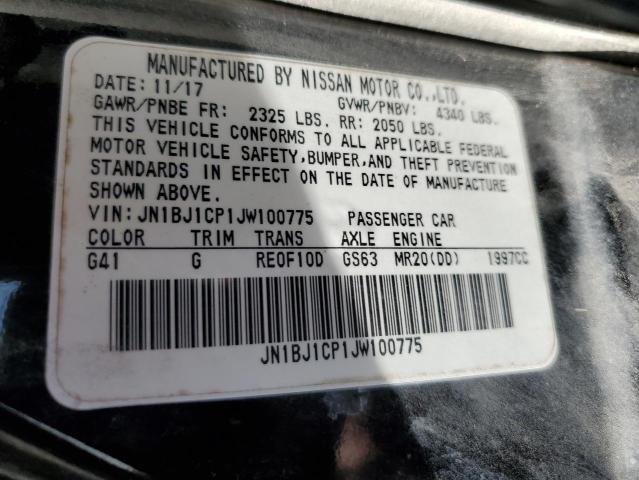 MANUFACTURED BY NISSAN MOTOR CO.,LTD.
DATE: 11/17 GVWR/PNBV: 4340 LBS.
GAWR/PNBE FR: 2325 LBS. RR: 2050 LBS.
THIS VEHICLE CONFORMS TO ALL APPLICABLE FEDERAL
MOTOR VEHICLE SAFETY,BUMPER,AND THEFT PREVENTION
STANDARDS IN EFFECT ON THE DATE OF MANUFACTURE
SHOWN ABOVE.
VIN: JN1BJ1CP1JW100775 PASSENGER CAR
COLOR TRIM TRANS AXLE ENGINE
G41 G RE0F10D GS63 MR20(DD) 1997CC
JN1BJ1CP1JW100775